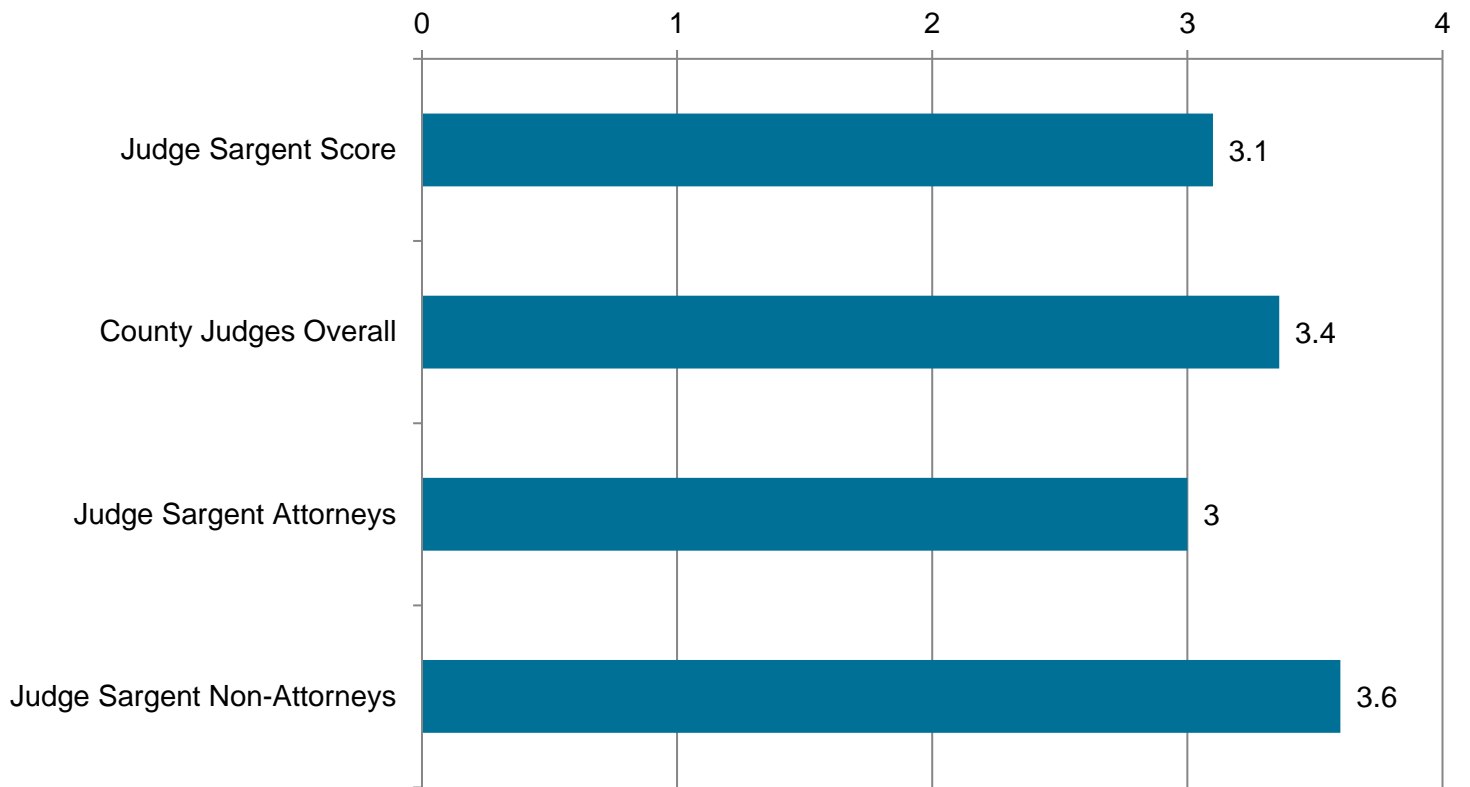 0 1 2 3 4
Judge Sargent Score 3.1
County Judges Overall 3.4
Judge Sargent Attorneys 3
Judge Sargent Non-Attorneys 3.6